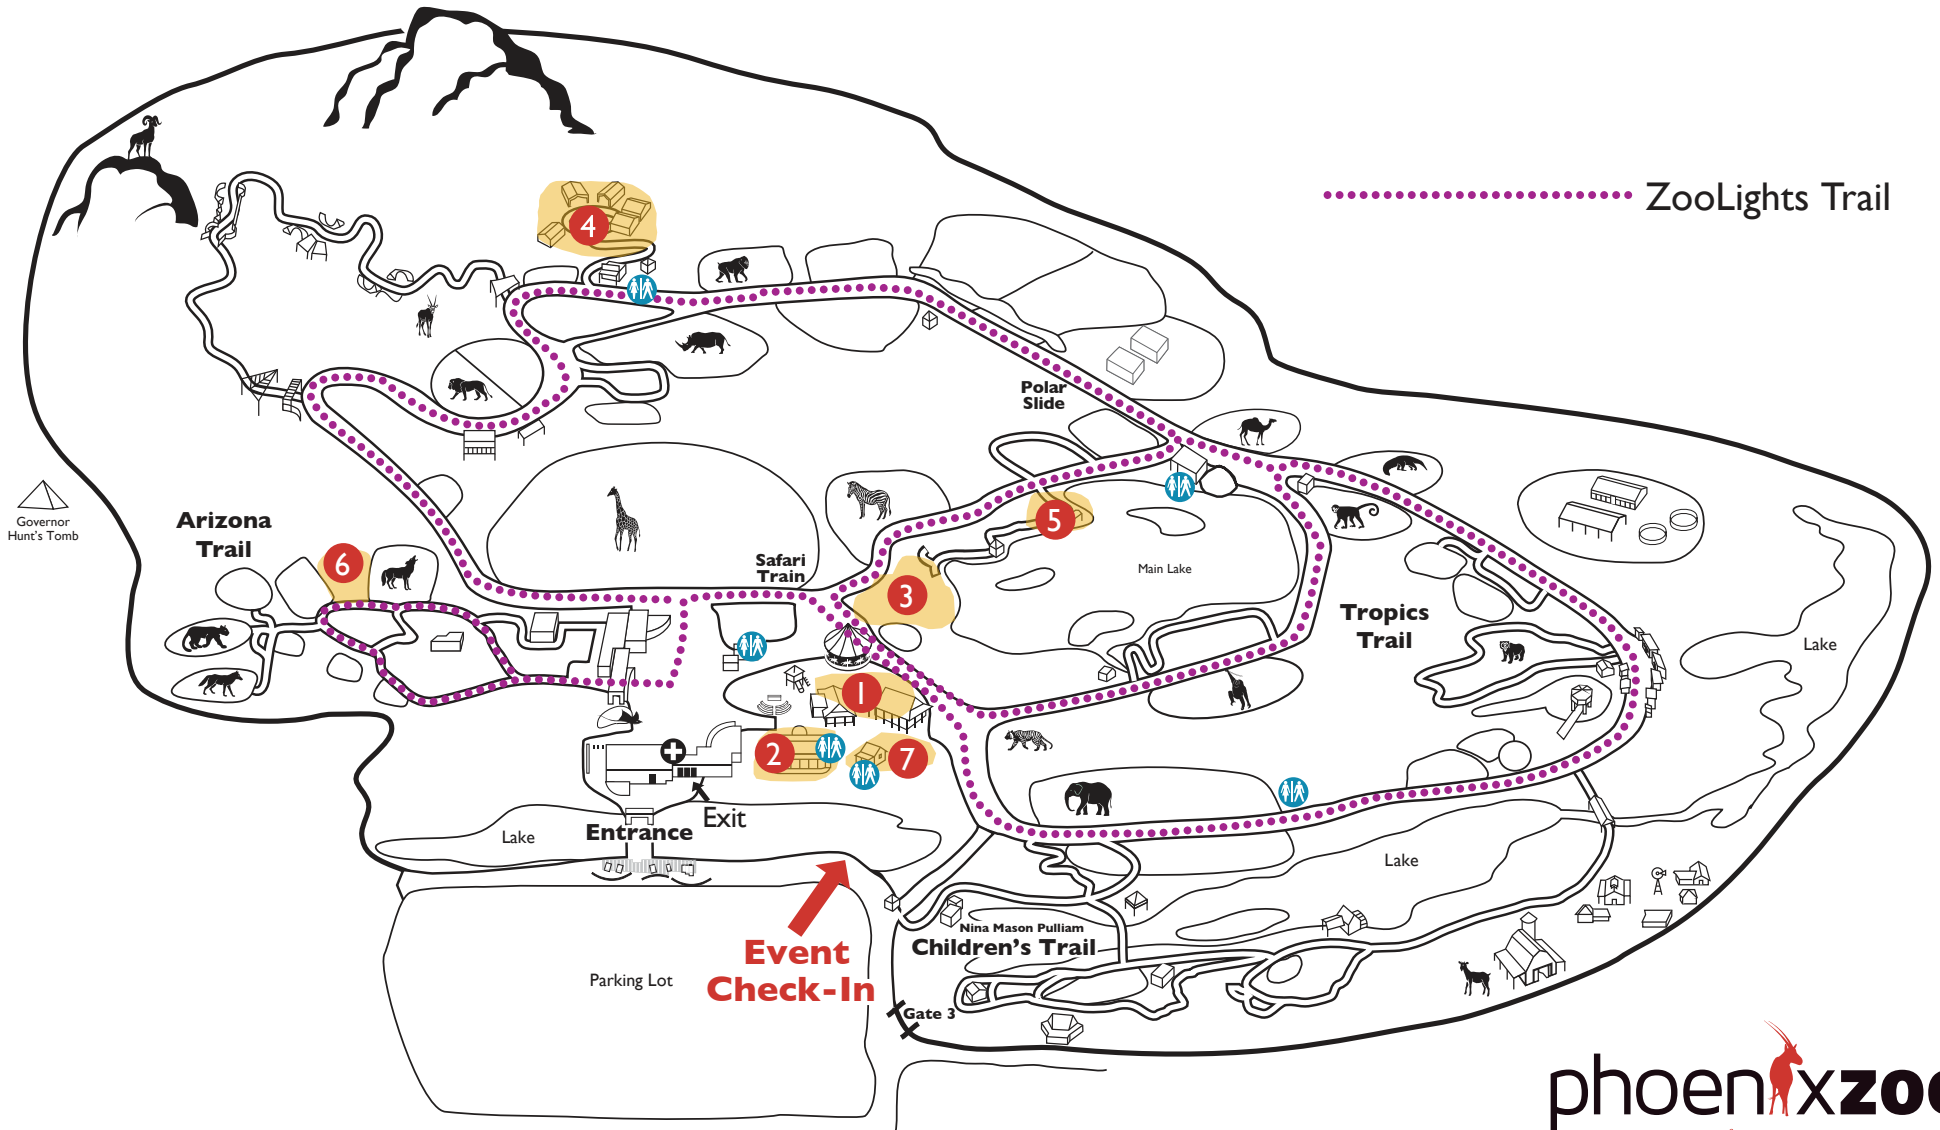 ZooLights Trail
4
Polar
Slide
Governor
Hunt's Tomb
Arizona
Trail
6
5
Safari
Train
3
Main Lake
Tropics
Trail
Lake
1
2
7
Exit
Lake
Entrance
Lake
Event
Check-In
Nina Mason Pulliam
Children's Trail
Parking Lot
Gate 3
phoenixzoo